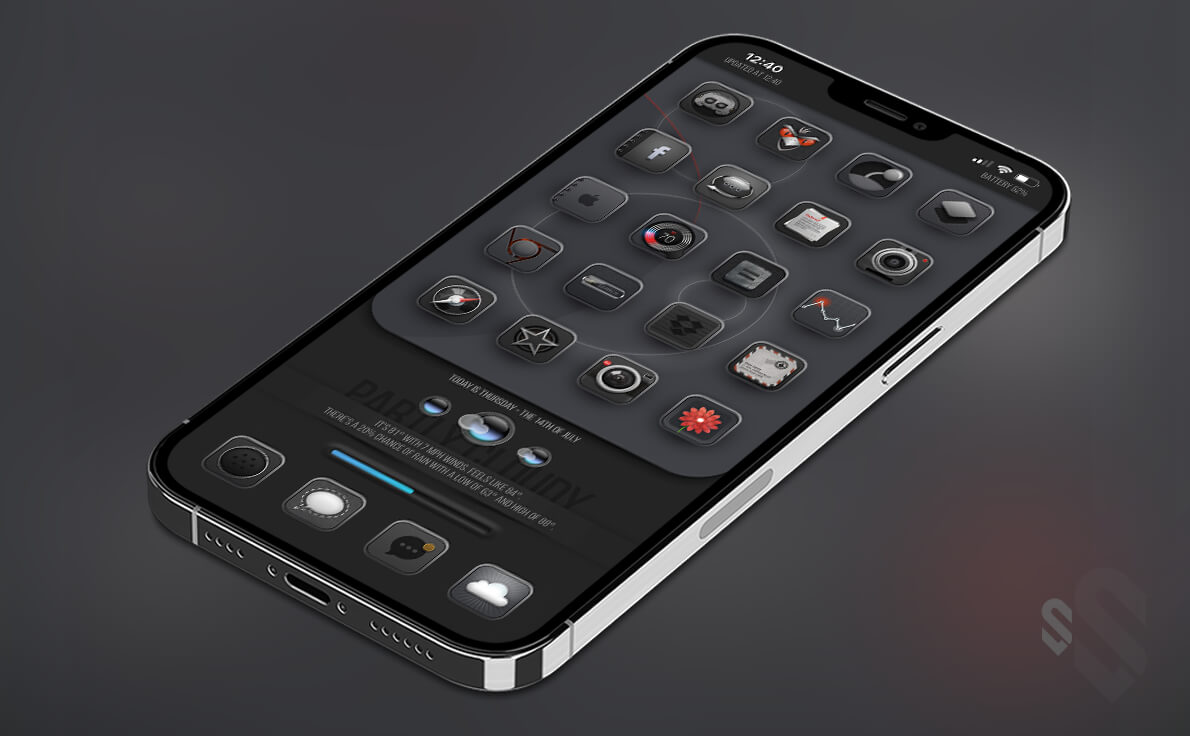 12:40
UPDATED AT 12:40
BATTERY 62%
f
70
E
TODAY IS THURSDAY - THE 14TH OF JULY
PARTLY CLOUDY
IT'S 81° WITH 7 MPH WINDS. FEELS LIKE 84°.
THERE'S A 20% CHANCE OF RAIN WITH A LOW OF 63° AND HIGH OF 88°.